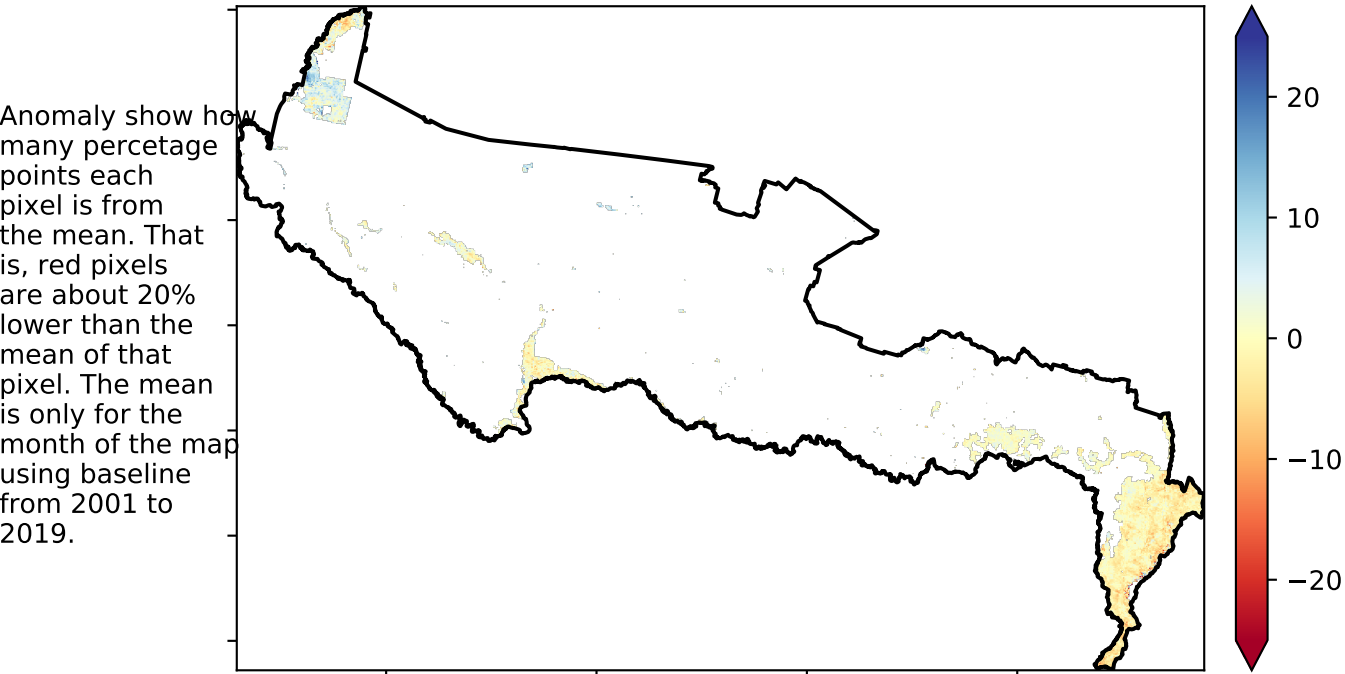 Anomaly show how
many percetage
points each
pixel is from
the mean. That
is, red pixels
are about 20%
lower than the
mean of that
pixel. The mean
is only for the
month of the map
using baseline
from 2001 to
2019.
20
10
0
−10
−20